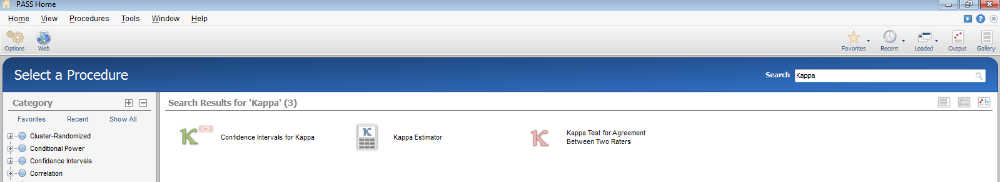 PASS Home
Home View Procedures Tools Window Help
Options Web Favorites Recent Loaded Output Gallery
Select a Procedure
Search Kappa
Category
Favorites Recent Show All
Cluster-Randomized
Conditional Power
Confidence Intervals
Correlation
Search Results for 'Kappa' (3)
Confidence Intervals for Kappa
Kappa Estimator
Kappa Test for Agreement
Between Two Raters